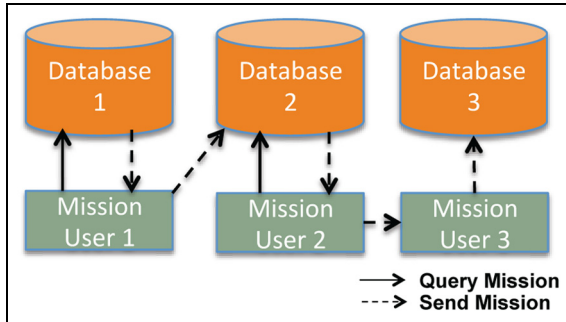 Database
1
Database
2
Database
3
Mission
User 1
Mission
User 2
Mission
User 3
Query Mission
Send Mission